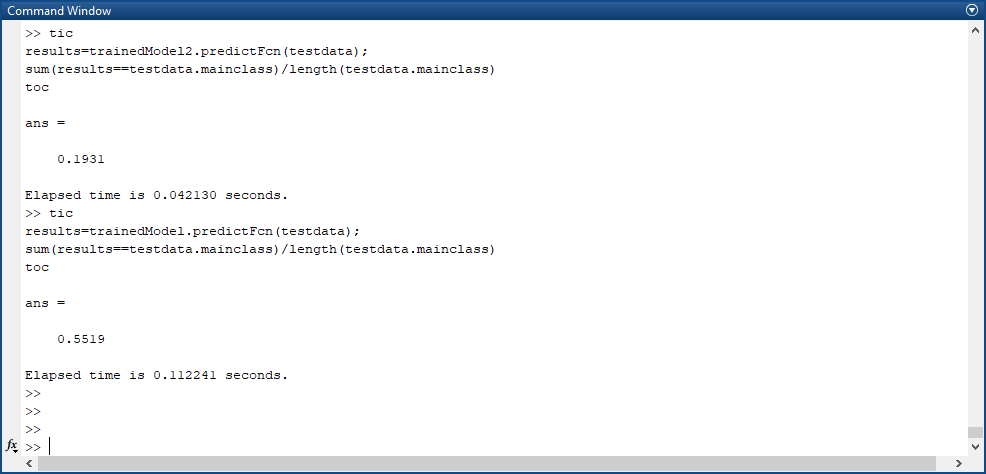 Command Window
>> tic
results=trainedModel2.predictFcn(testdata);
sum(results==testdata.mainclass)/length(testdata.mainclass)
toc
ans =
0.1931
Elapsed time is 0.042130 seconds.
>> tic
results=trainedModel.predictFcn(testdata);
sum(results==testdata.mainclass)/length(testdata.mainclass)
toc
ans =
0.5519
Elapsed time is 0.112241 seconds.
>>
>>
>>
fx >>